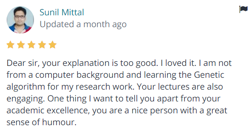 Sunil Mittal
Updated a month ago
Dear sir, your explanation is too good. I loved it. I am not
from a computer background and learning the Genetic
algorithm for my research work. Your lectures are also
engaging. One thing I want to tell you apart from your
academic excellence, you are a nice person with a great
sense of humour.